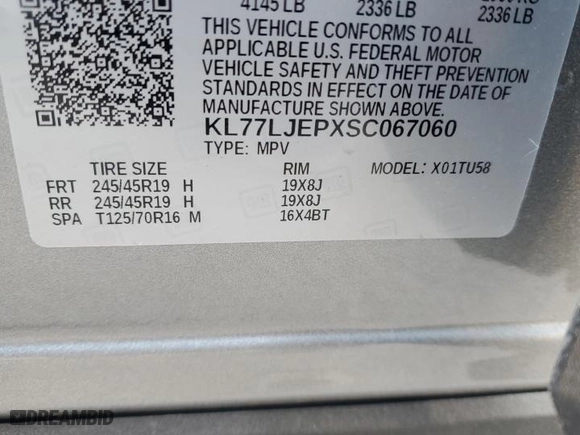 4145 LB 2336 LB 2336 LB
THIS VEHICLE CONFORMS TO ALL
APPLICABLE U.S. FEDERAL MOTOR
VEHICLE SAFETY AND THEFT PREVENTION
STANDARDS IN EFFECT ON THE DATE OF
MANUFACTURE SHOWN ABOVE.
KL77LJEPXSC067060
TYPE: MPV
TIRE SIZE RIM MODEL: X01TU58
FRT 245/45R19 H 19X8J
RR 245/45R19 H 19X8J
SPA T125/70R16 M 16X4BT
DREAMBID